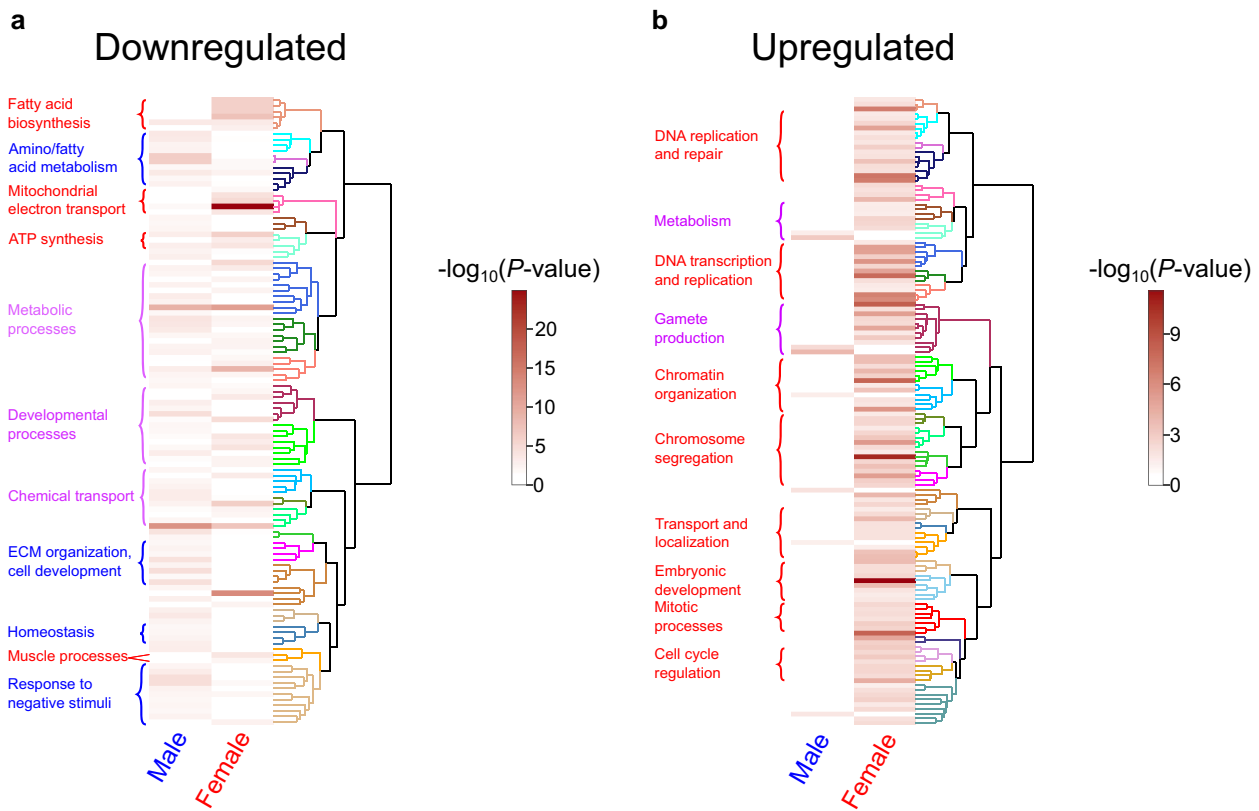 a
Downregulated
Fatty acid
biosynthesis
Amino/fatty
acid metabolism
Mitochondrial
electron transport
ATP synthesis
Metabolic
processes
Developmental
processes
Chemical transport
ECM organization,
cell development
Homeostasis
Muscle processes
Response to
negative stimuli
Male
Female
-log10(P-value)
20
15
10
5
0
b
Upregulated
DNA replication
and repair
Metabolism
DNA transcription
and replication
Gamete
production
Chromatin
organization
Chromosome
segregation
Transport and
localization
Embryonic
development
Mitotic
processes
Cell cycle
regulation
Male
Female
-log10(P-value)
9
6
3
0